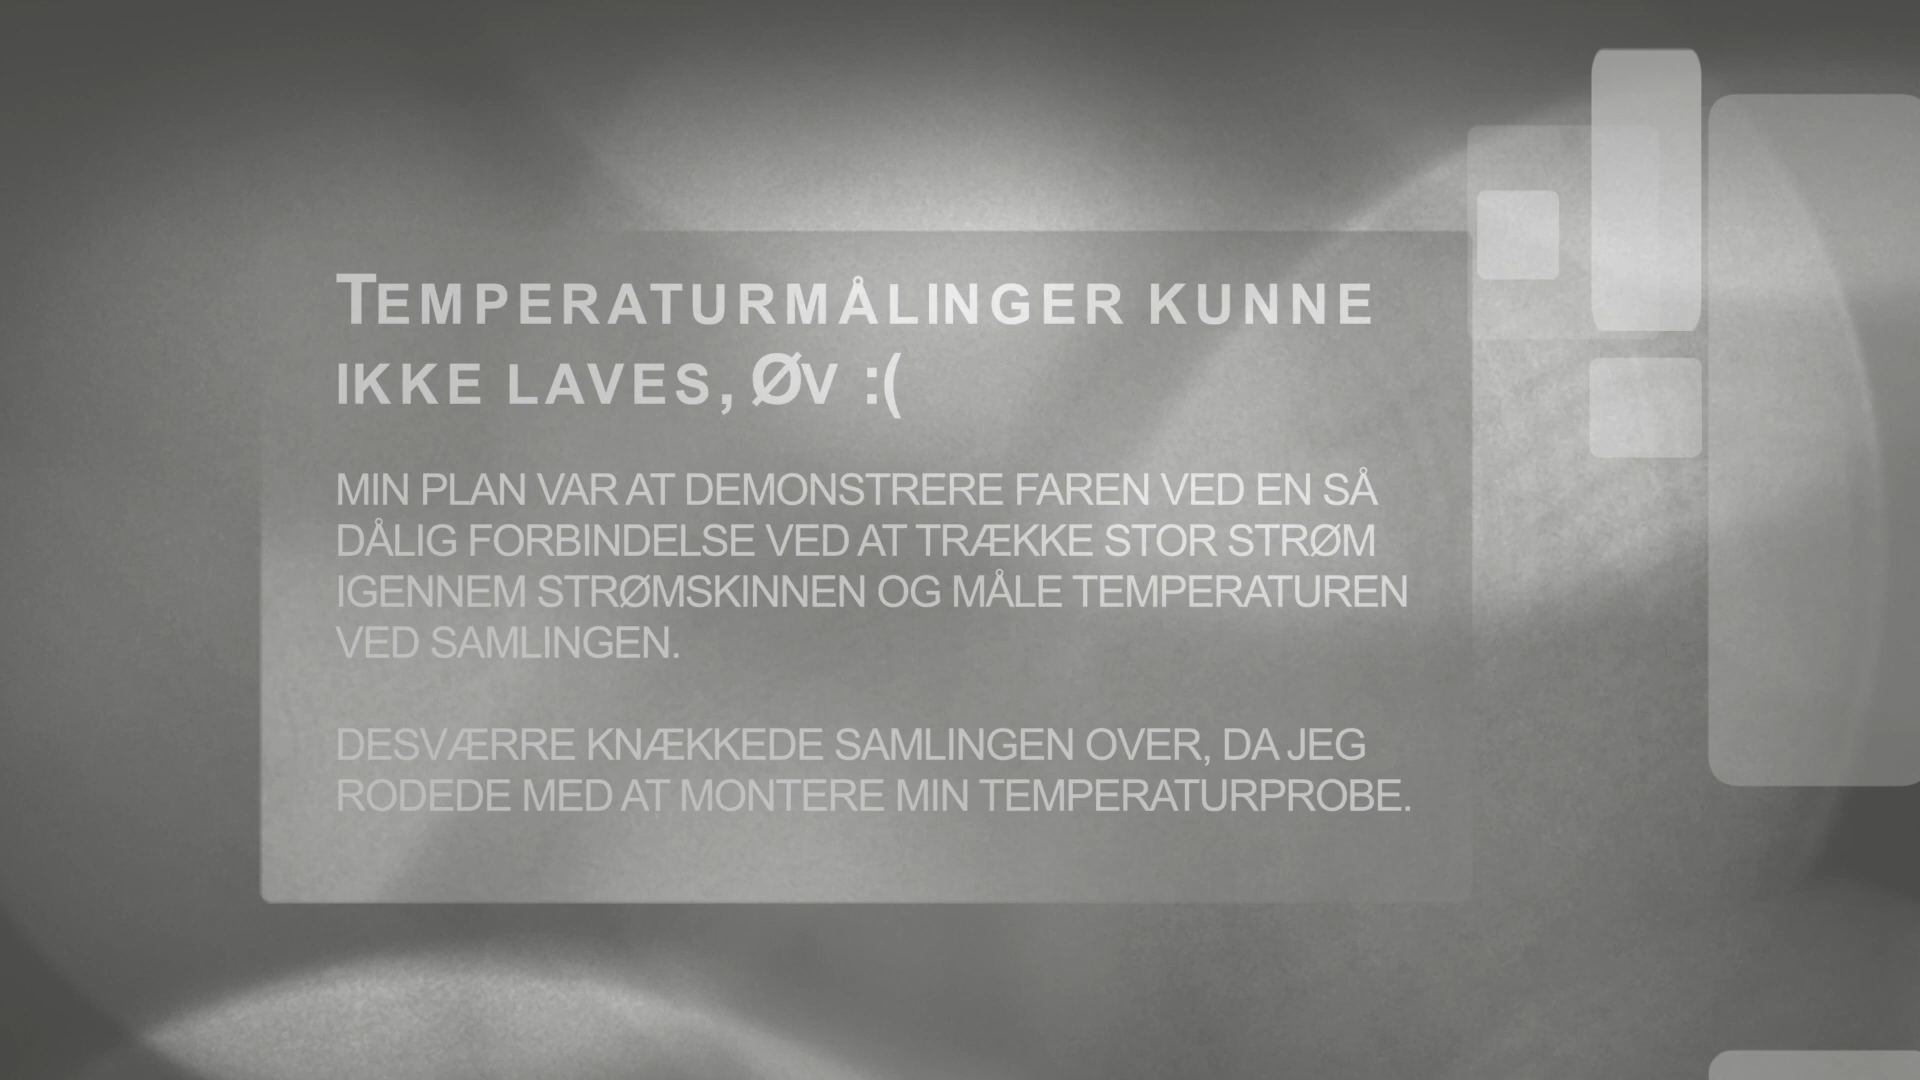 TEMPERATURMÅLINGER KUNNE
IKKE LAVES, ØV :(
MIN PLAN VAR AT DEMONSTRERE FAREN VED EN SÅ
DÅLIG FORBINDELSE VED AT TRÆKKE STOR STRØM
IGENNEM STRØMSKINNEN OG MÅLE TEMPERATUREN
VED SAMLINGEN.
DESVÆRRE KNÆKKEDE SAMLINGEN OVER, DA JEG
RODEDE MED AT MONTERE MIN TEMPERATURPROBE.